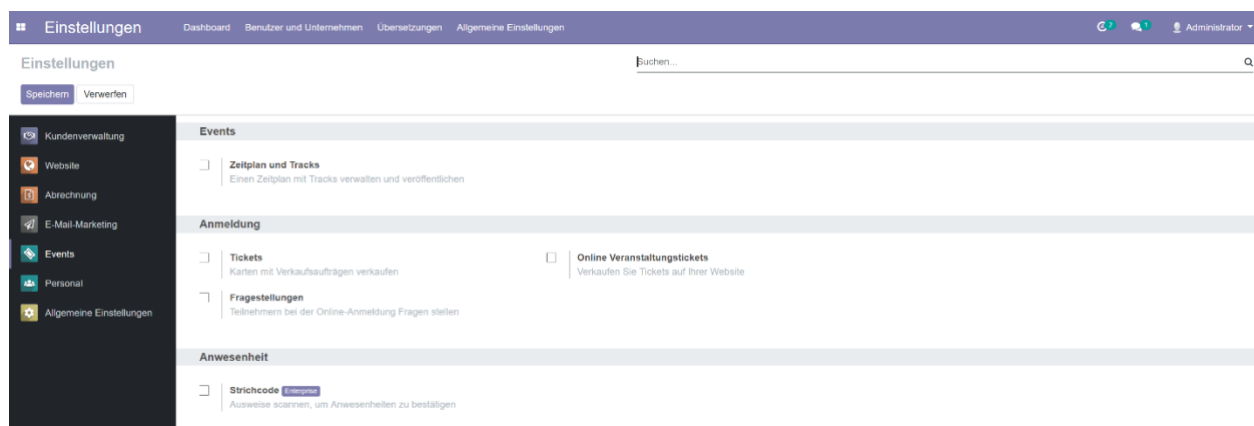 Einstellungen Dashboard Benutzer und Unternehmen Übersetzungen Allgemeine Einstellungen 2 1 Administrator
Einstellungen Suchen...
Speichern Verwerfen
Kundenverwaltung
Website
Abrechnung
E-Mail-Marketing
Events
Personal
Allgemeine Einstellungen
Events
Zeitplan und Tracks
Einen Zeitplan mit Tracks verwalten und veröffentlichen
Anmeldung
Tickets
Karten mit Verkaufsaufträgen verkaufen
Online Veranstaltungstickets
Verkaufen Sie Tickets auf Ihrer Website
Fragestellungen
Teilnehmern bei der Online-Anmeldung Fragen stellen
Anwesenheit
Strichcode Enterprise
Ausweise scannen, um Anwesenheiten zu bestätigen